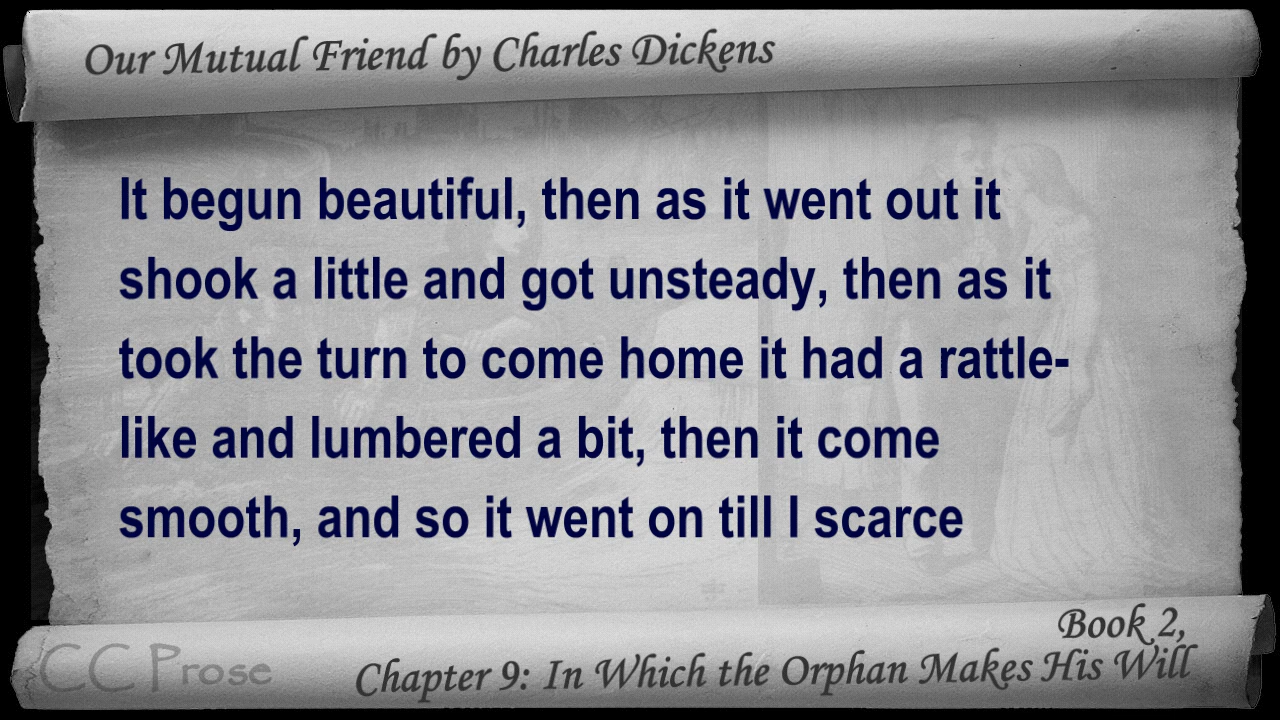 Our Mutual Friend by Charles Dickens
It begun beautiful, then as it went out it
shook a little and got unsteady, then as it
took the turn to come home it had a rattle-
like and lumbered a bit, then it come
smooth, and so it went on till I scarce
Book 2,
CC Prose
Chapter 9: In Which the Orphan Makes His Will